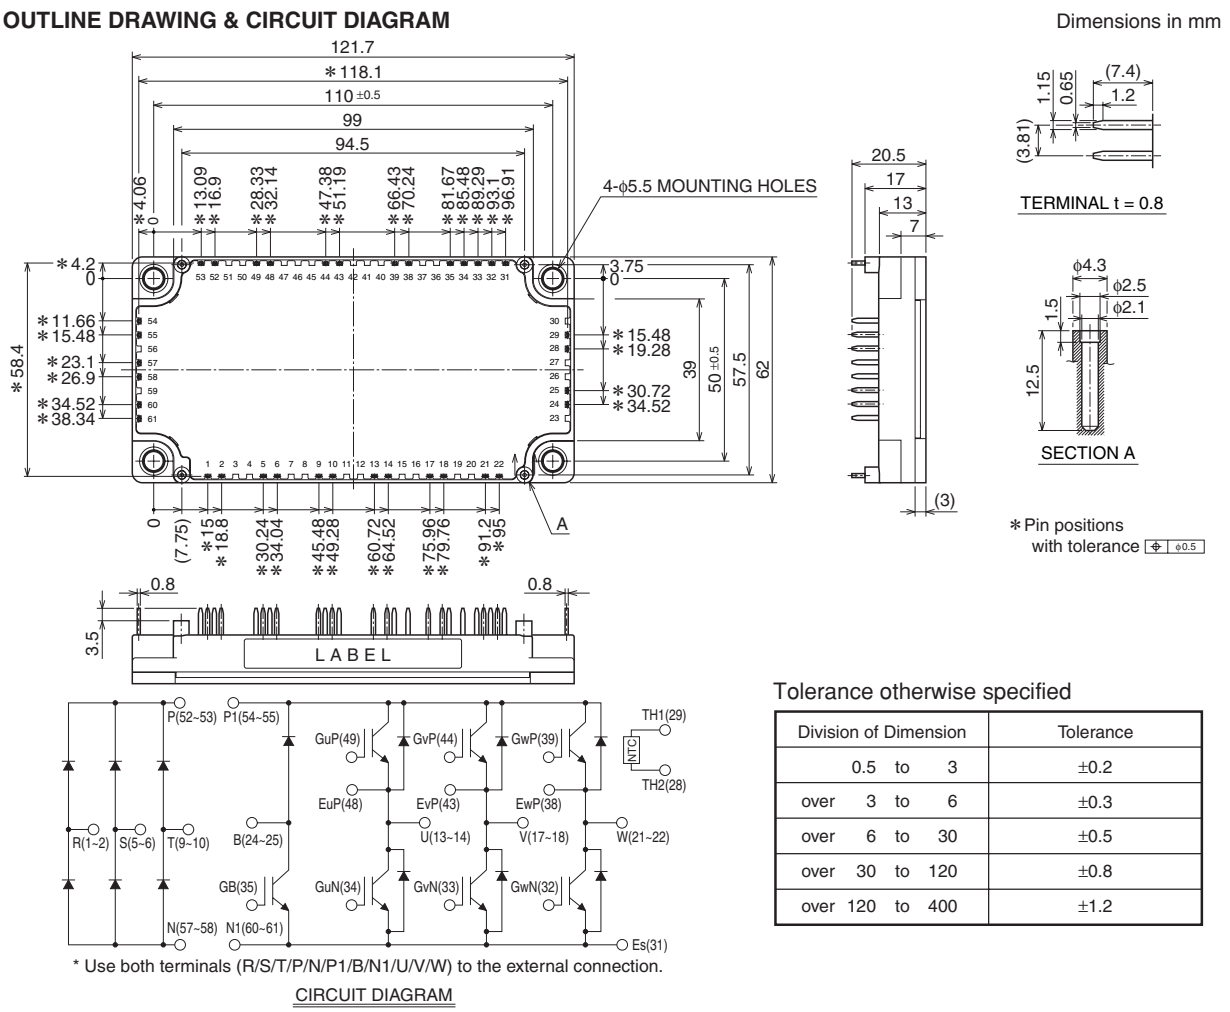 OUTLINE DRAWING & CIRCUIT DIAGRAM
Dimensions in mm
121.7
*118.1
110 ±0.5
99
94.5
*4.06
0
*13.09
*16.9
*28.33
*32.14
*47.38
*51.19
*66.43
*70.24
*81.67
*85.48
*89.29
*93.1
*96.91
4-φ5.5 MOUNTING HOLES
*4.2
0
3.75
0
53 52 51 50 49 48 47 46 45 44 43 42 41 40 39 38 37 36 35 34 33 32 31
*58.4
*11.66
*15.48
*23.1
*26.9
*34.52
*38.34
54
55
56
57
58
59
60
61
30
29
28
27
26
25
24
23
*15.48
*19.28
*30.72
*34.52
39
50 ±0.5
57.5
62
1 2 3 4 5 6 7 8 9 10 11 12 13 14 15 16 17 18 19 20 21 22
0
(7.75)
*15
*18.8
*30.24
*34.04
*45.48
*49.28
*60.72
*64.52
*75.96
*79.76
*91.2
*95
A
20.5
17
13
7
(3)
1.15
0.65
(7.4)
1.2
(3.81)
TERMINAL t = 0.8
φ4.3
φ2.5
φ2.1
1.5
12.5
SECTION A
*Pin positions
with tolerance ⌖ φ0.5
0.8
0.8
3.5
LABEL
P(52~53)
P1(54~55)
GuP(49)
GvP(44)
GwP(39)
TH1(29)
NTC
TH2(28)
EuP(48)
EvP(43)
EwP(38)
R(1~2)
S(5~6)
T(9~10)
B(24~25)
U(13~14)
V(17~18)
W(21~22)
GB(35)
GuN(34)
GvN(33)
GwN(32)
N(57~58)
N1(60~61)
Es(31)
* Use both terminals (R/S/T/P/N/P1/B/N1/U/V/W) to the external connection.
CIRCUIT DIAGRAM
Tolerance otherwise specified
Division of Dimension Tolerance
0.5 to 3 ±0.2
over 3 to 6 ±0.3
over 6 to 30 ±0.5
over 30 to 120 ±0.8
over 120 to 400 ±1.2